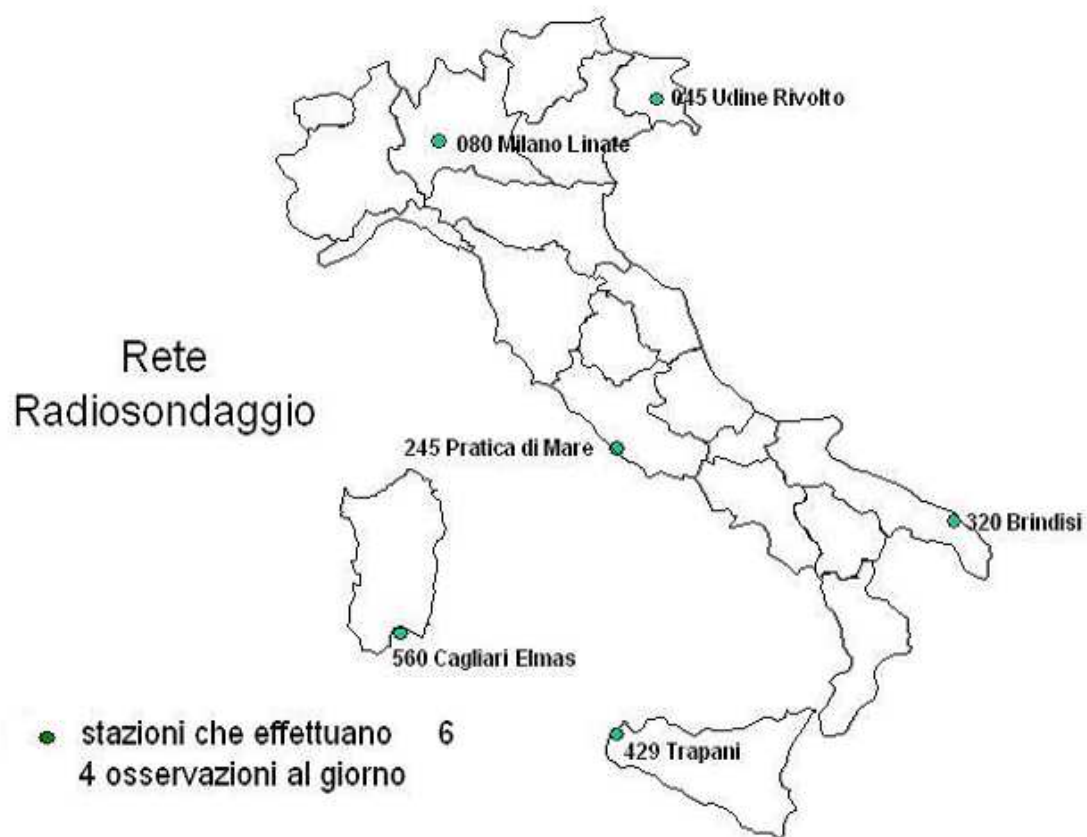 045 Udine Rivolto
080 Milano Linate
Rete
Radiosondaggio
245 Pratica di Mare
320 Brindisi
560 Cagliari Elmas
stazioni che effettuano 6
4 osservazioni al giorno
429 Trapani